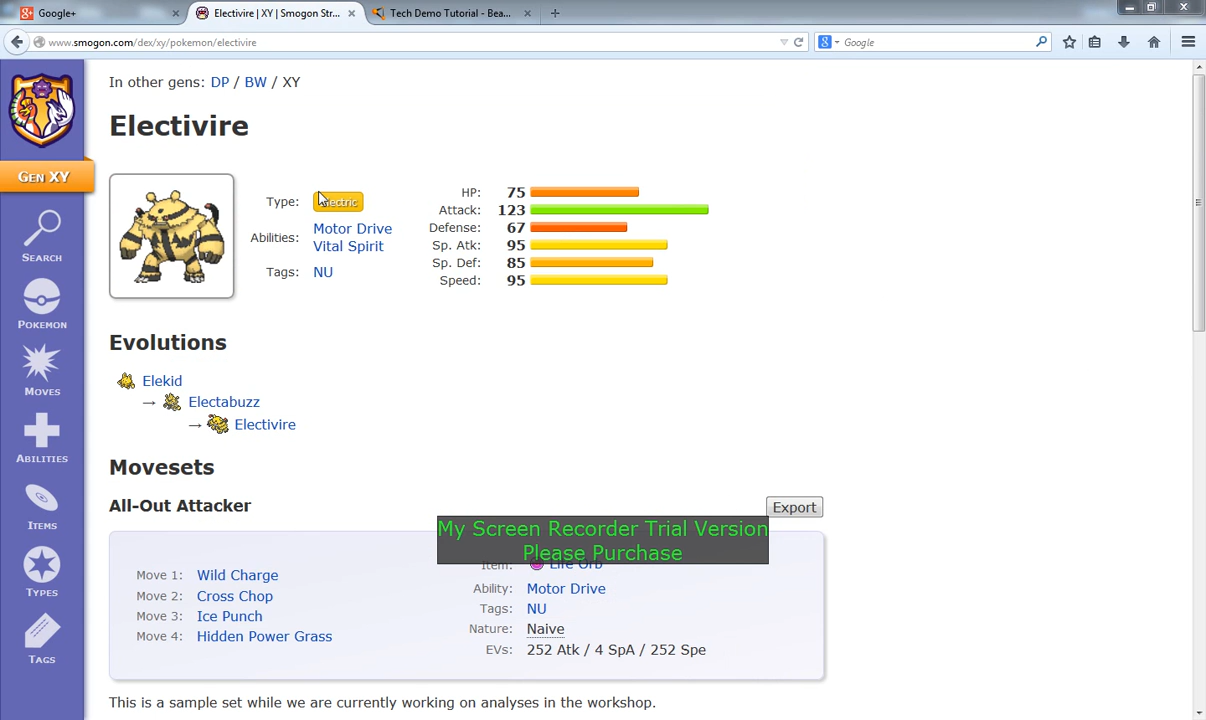 Google+
Electivire | XY | Smogon Str...
Tech Demo Tutorial - Bea...
www.smogon.com/dex/xy/pokemon/electivire
Google
In other gens: DP / BW / XY
Electivire
GEN XY
SEARCH
POKEMON
MOVES
ABILITIES
ITEMS
TYPES
TAGS
Type:
Abilities: Motor Drive
Vital Spirit
Tags: NU
HP: 75
Attack: 123
Defense: 67
Sp. Atk: 95
Sp. Def: 85
Speed: 95
Evolutions
Elekid
→ Electabuzz
→ Electivire
Movesets
All-Out Attacker
Export
My Screen Recorder Trial Version
Please Purchase
Move 1: Wild Charge
Move 2: Cross Chop
Move 3: Ice Punch
Move 4: Hidden Power Grass
Item: Life Orb
Ability: Motor Drive
Tags: NU
Nature: Naive
EVs: 252 Atk / 4 SpA / 252 Spe
This is a sample set while we are currently working on analyses in the workshop.